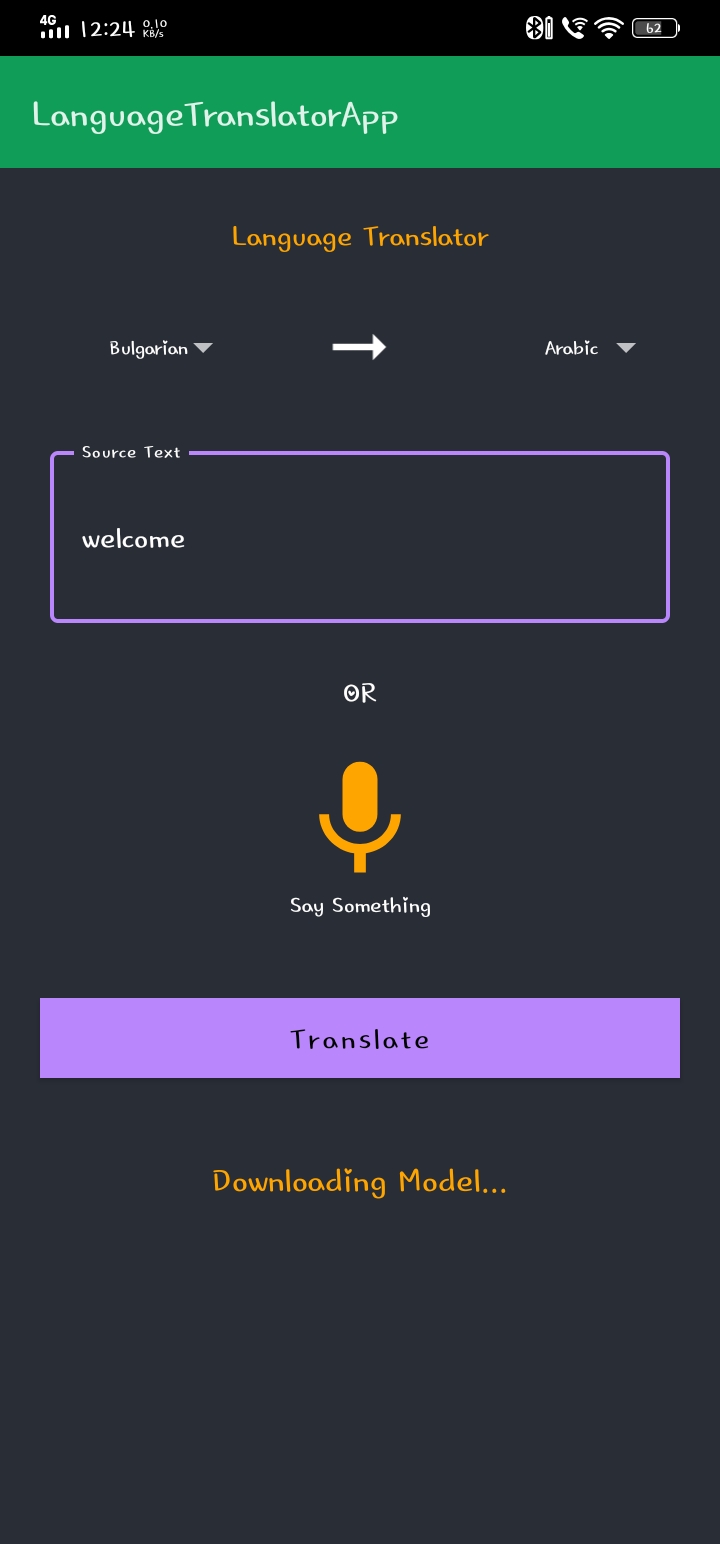 4G 12:24 0.10 KB/s 62
LanguageTranslatorApp
Language Translator
Bulgarian Arabic
Source Text
welcome
OR
Say Something
Translate
Downloading Model...